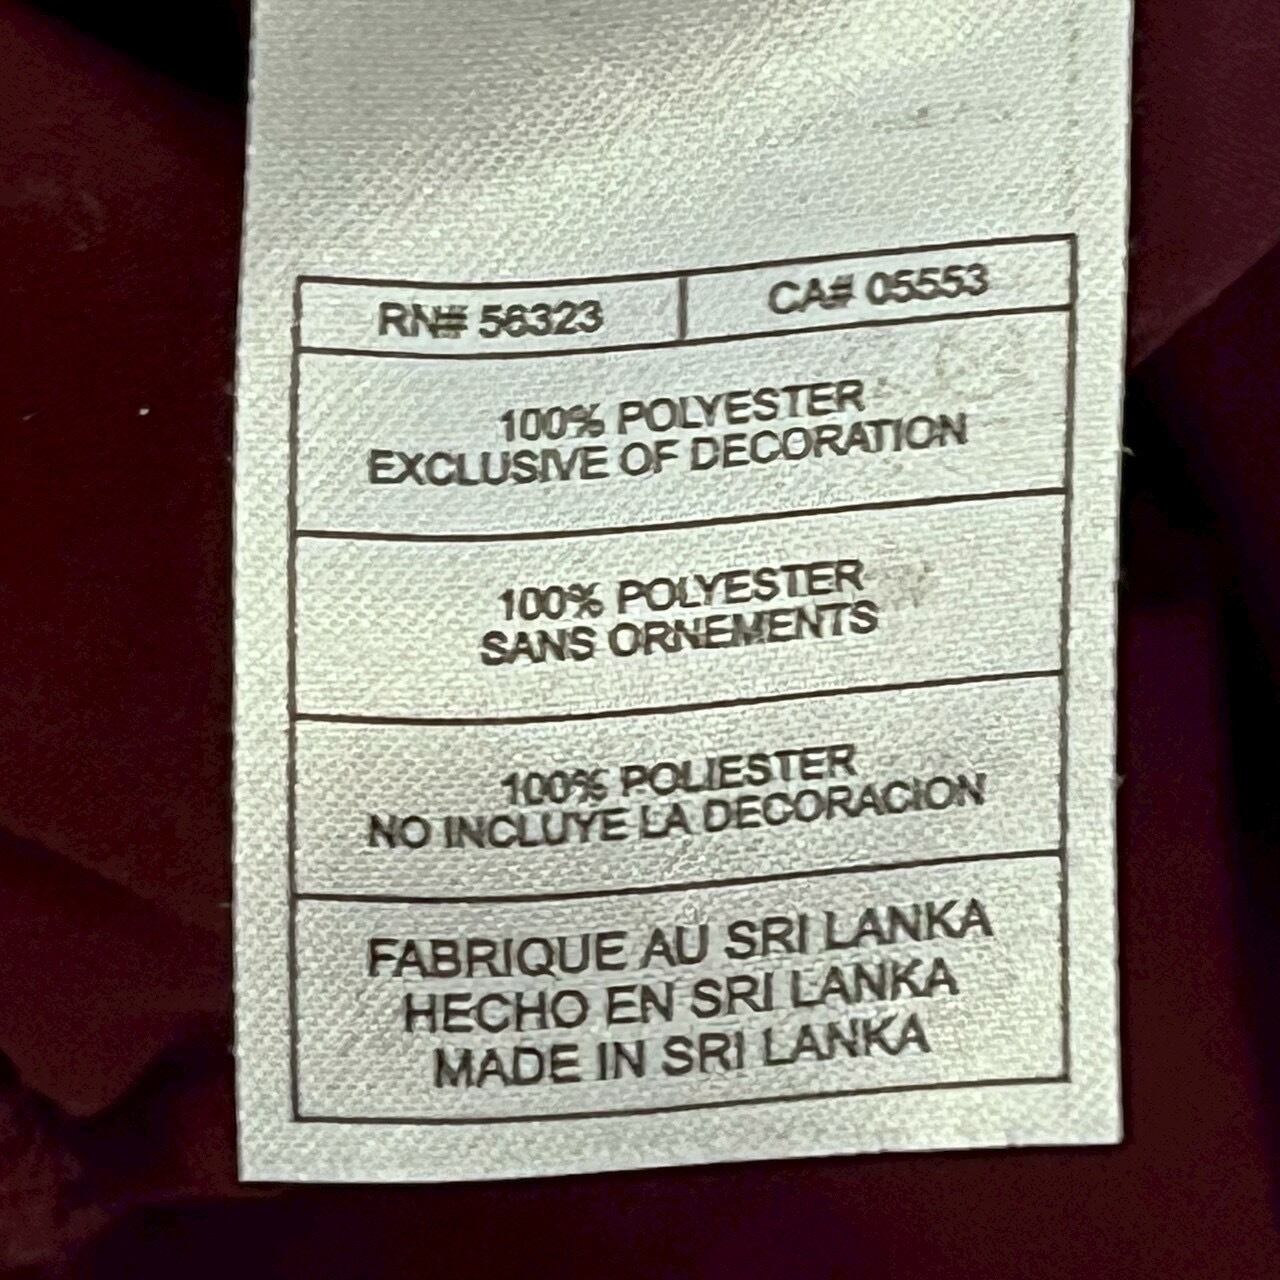 RN# 56323 CA# 05553
100% POLYESTER
EXCLUSIVE OF DECORATION
100% POLYESTER
SANS ORNEMENTS
100% POLIESTER
NO INCLUYE LA DECORACION
FABRIQUE AU SRI LANKA
HECHO EN SRI LANKA
MADE IN SRI LANKA